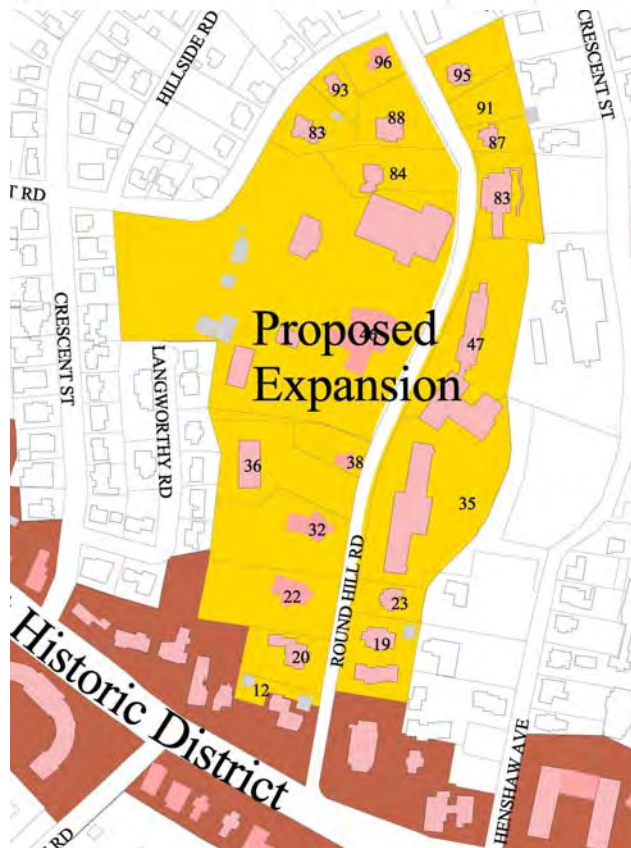 CRESCENT ST
HILLSIDE RD
96
95
93
91
88
83
87
84
83
T RD
Proposed
48
47
Expansion
CRESCENT ST
LANGWORTHY RD
38
36
35
32
ROUND HILL RD
22
23
19
20
12
Historic District
HENSHAW AVE
RD